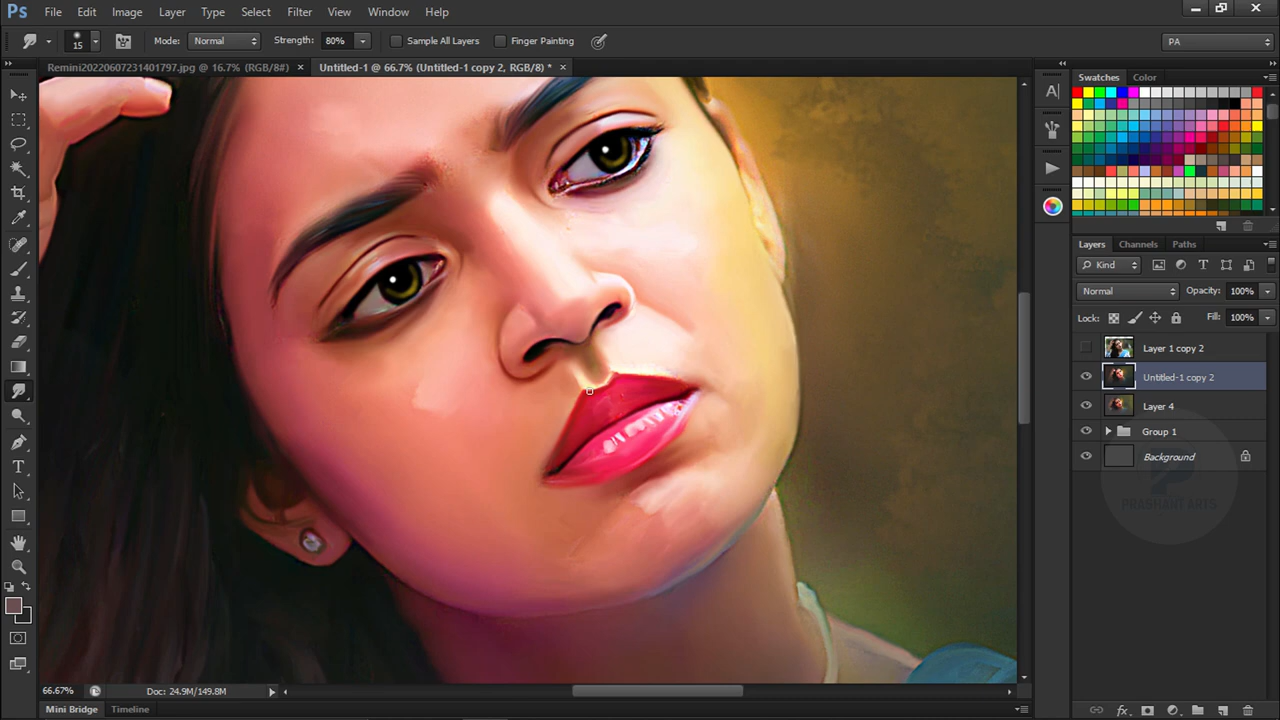 Ps File Edit Image Layer Type Select Filter View Window Help
15 Mode: Normal Strength: 80% Sample All Layers Finger Painting PA
Remini20220607231401797.jpg @ 16.7% (RGB/8#) × Untitled-1 @ 66.7% (Untitled-1 copy 2, RGB/8) * ×
Swatches Color
Layers Channels Paths
Kind
Normal Opacity: 100%
Lock: Fill: 100%
Layer 1 copy 2
Untitled-1 copy 2
Layer 4
Group 1
Background
PRASHANT ARTS
66.67% Doc: 24.9M/149.8M
Mini Bridge Timeline